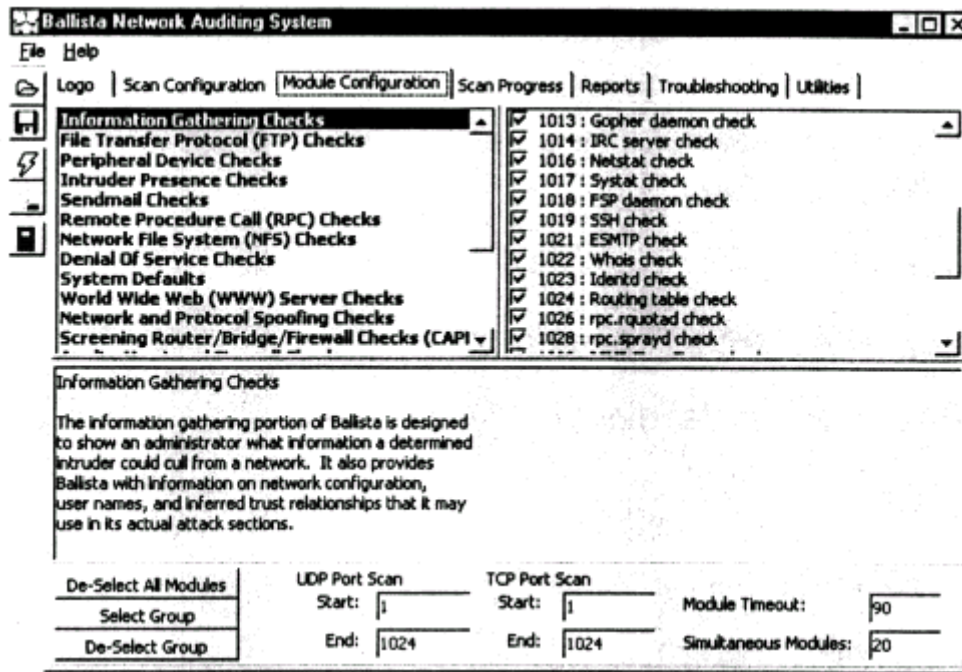 Ballista Network Auditing System
File Help
Logo Scan Configuration Module Configuration Scan Progress Reports Troubleshooting Utilities
Information Gathering Checks
File Transfer Protocol (FTP) Checks
Peripheral Device Checks
Intruder Presence Checks
Sendmail Checks
Remote Procedure Call (RPC) Checks
Network File System (NFS) Checks
Denial Of Service Checks
System Defaults
World Wide Web (WWW) Server Checks
Network and Protocol Spoofing Checks
Screening Router/Bridge/Firewall Checks (CAPE
1013 : Gopher daemon check
1014 : IRC server check
1016 : Netstat check
1017 : Systat check
1018 : FSP daemon check
1019 : SSH check
1021 : ESMTP check
1022 : Whois check
1023 : Identd check
1024 : Routing table check
1026 : rpc.rquotad check
1028 : rpc.sprayd check
Information Gathering Checks
The information gathering portion of Ballista is designed
to show an administrator what information a determined
intruder could cull from a network. It also provides
Ballista with information on network configuration,
user names, and inferred trust relationships that it may
use in its actual attack sections.
De-Select All Modules
Select Group
De-Select Group
UDP Port Scan
Start: 1
End: 1024
TCP Port Scan
Start: 1
End: 1024
Module Timeout: 90
Simultaneous Modules: 20